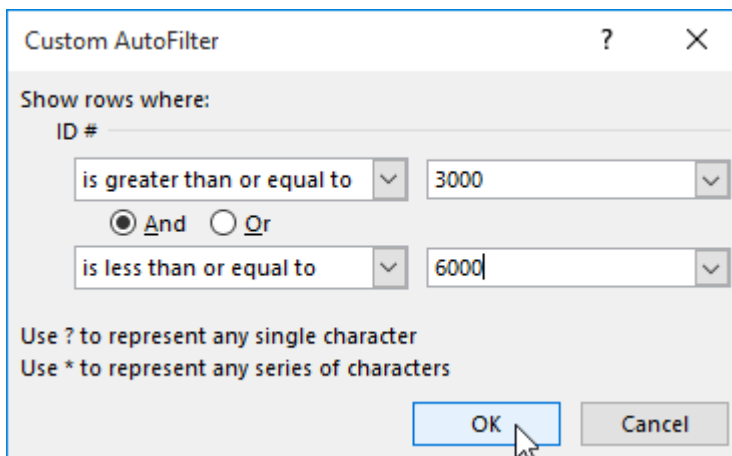 Custom AutoFilter ?
Show rows where:
ID #
is greater than or equal to 3000
And Or
is less than or equal to 6000
Use ? to represent any single character
Use * to represent any series of characters
OK Cancel